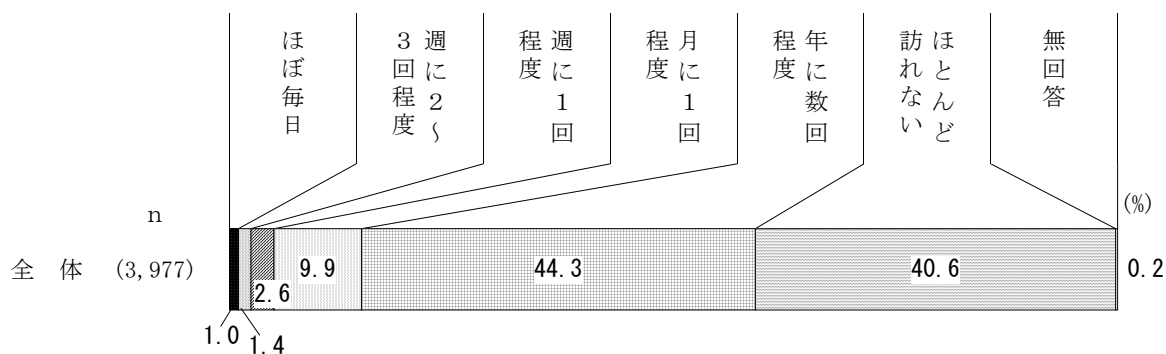 ほぼ毎日
週に２～
３回程度
週に１回
程度
月に１回
程度
年に数回
程度
ほとんど
訪れない
無回答
(%)
n
全 体 (3,977)
1.0
1.4
2.6
9.9
44.3
40.6
0.2